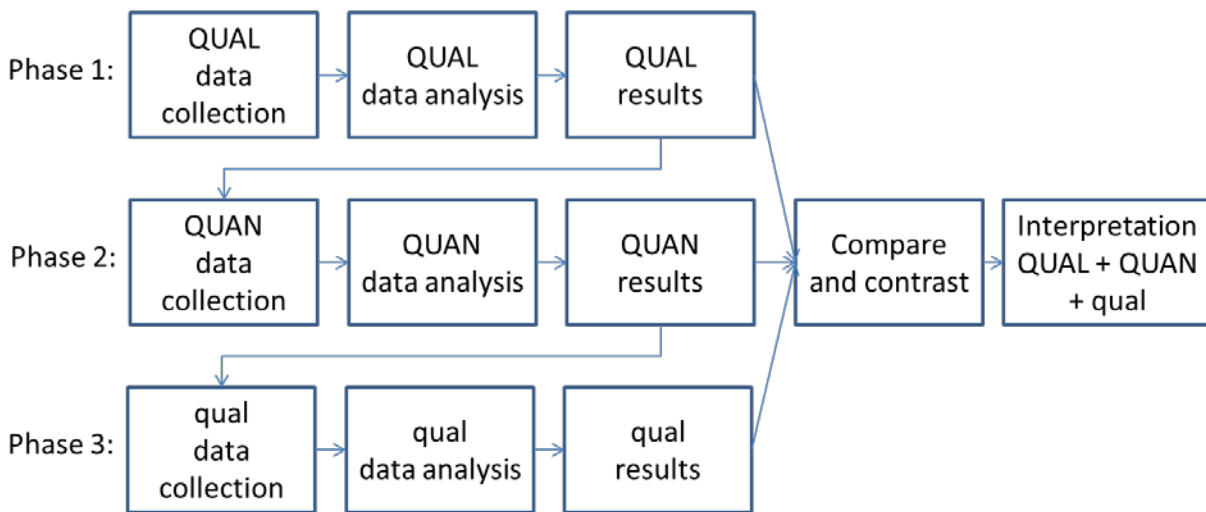 Phase 1:
QUAL
data
collection
QUAL
data analysis
QUAL
results
Phase 2:
QUAN
data
collection
QUAN
data analysis
QUAN
results
Compare
and contrast
Interpretation
QUAL + QUAN
+ qual
Phase 3:
qual
data
collection
qual
data analysis
qual
results